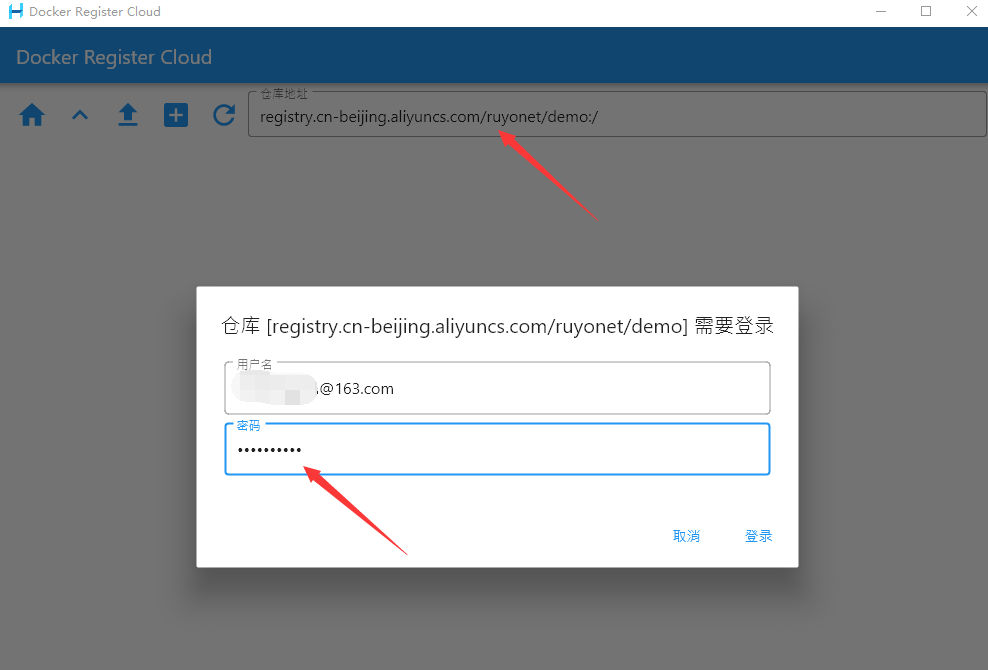 Docker Register Cloud
Docker Register Cloud
仓库地址
registry.cn-beijing.aliyuncs.com/ruyonet/demo:/
仓库 [registry.cn-beijing.aliyuncs.com/ruyonet/demo] 需要登录
用户名
@163.com
密码
••••••••••
取消
登录